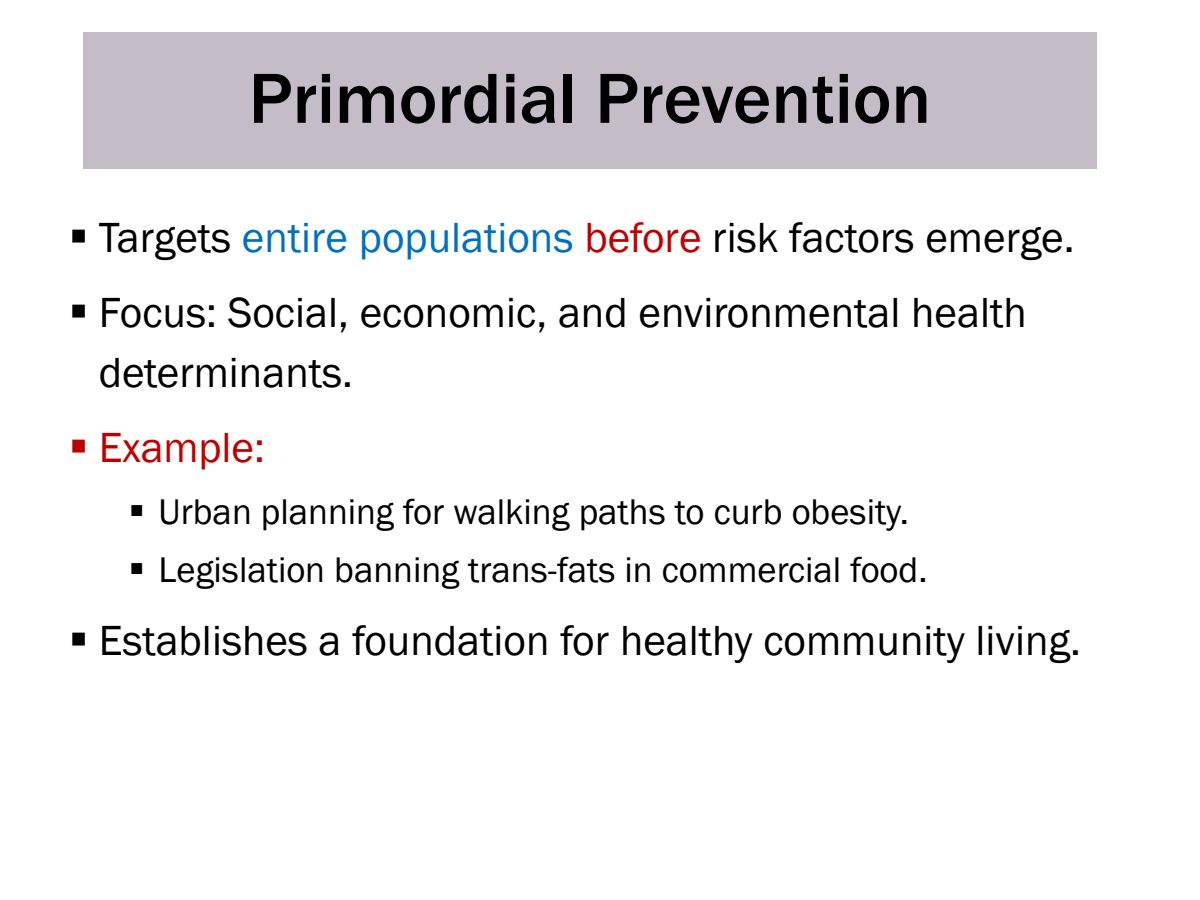 Primordial Prevention
▪ Targets entire populations before risk factors emerge.
▪ Focus: Social, economic, and environmental health
determinants.
▪ Example:
▪ Urban planning for walking paths to curb obesity.
▪ Legislation banning trans-fats in commercial food.
▪ Establishes a foundation for healthy community living.